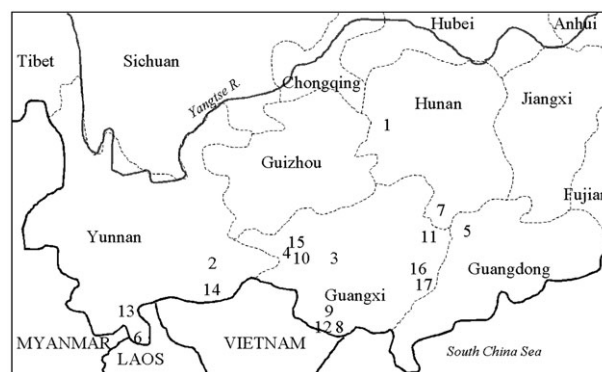 Hubei
Anhui
Tibet
Sichuan
Yangtse R.
Chongqing
Hunan
Jiangxi
1
Guizhou
Fujian
7
5
Yunnan
15
11
4
10
3
2
16
Guangdong
14
17
Guangxi
13
9
12
8
6
MYANMAR
VIETNAM
South China Sea
LAOS